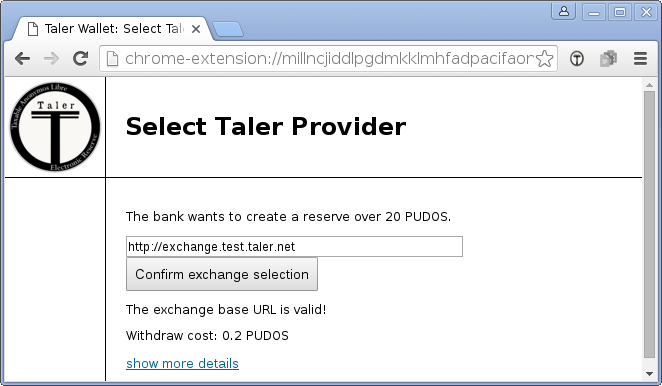 Taler Wallet: Select Tal
chrome-extension://millncjiddlpgdmkklmhfadpacifaon
Taler
Taxable Anonymos Libre
Electronic Reserve
Select Taler Provider
The bank wants to create a reserve over 20 PUDOS.
http://exchange.test.taler.net
Confirm exchange selection
The exchange base URL is valid!
Withdraw cost: 0.2 PUDOS
show more details